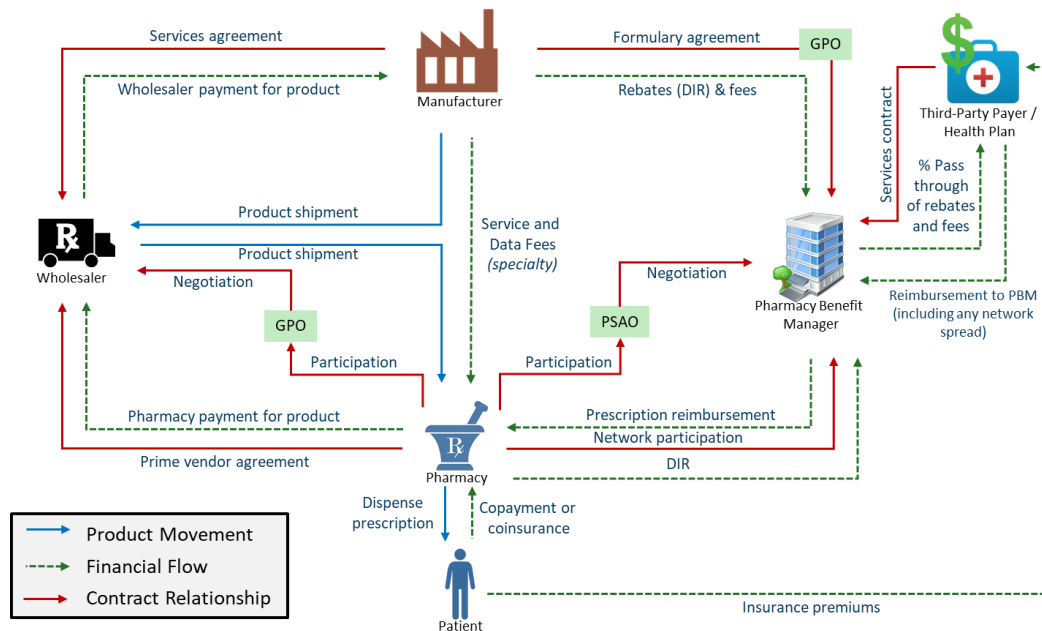 Services agreement
Formulary agreement
GPO
Wholesaler payment for product
Manufacturer
Rebates (DIR) & fees
Third-Party Payer /
Health Plan
Services contract
% Pass
through
of rebates
and fees
Product shipment
Product shipment
Service and
Data Fees
(specialty)
Rx
Wholesaler
Negotiation
Negotiation
Pharmacy Benefit
Manager
Reimbursement to PBM
(including any network
spread)
GPO
PSAO
Participation
Participation
Pharmacy payment for product
Prescription reimbursement
Rx
Network participation
Prime vendor agreement
Pharmacy
DIR
Dispense
prescription
Copayment or
coinsurance
Product Movement
Financial Flow
Contract Relationship
Insurance premiums
Patient